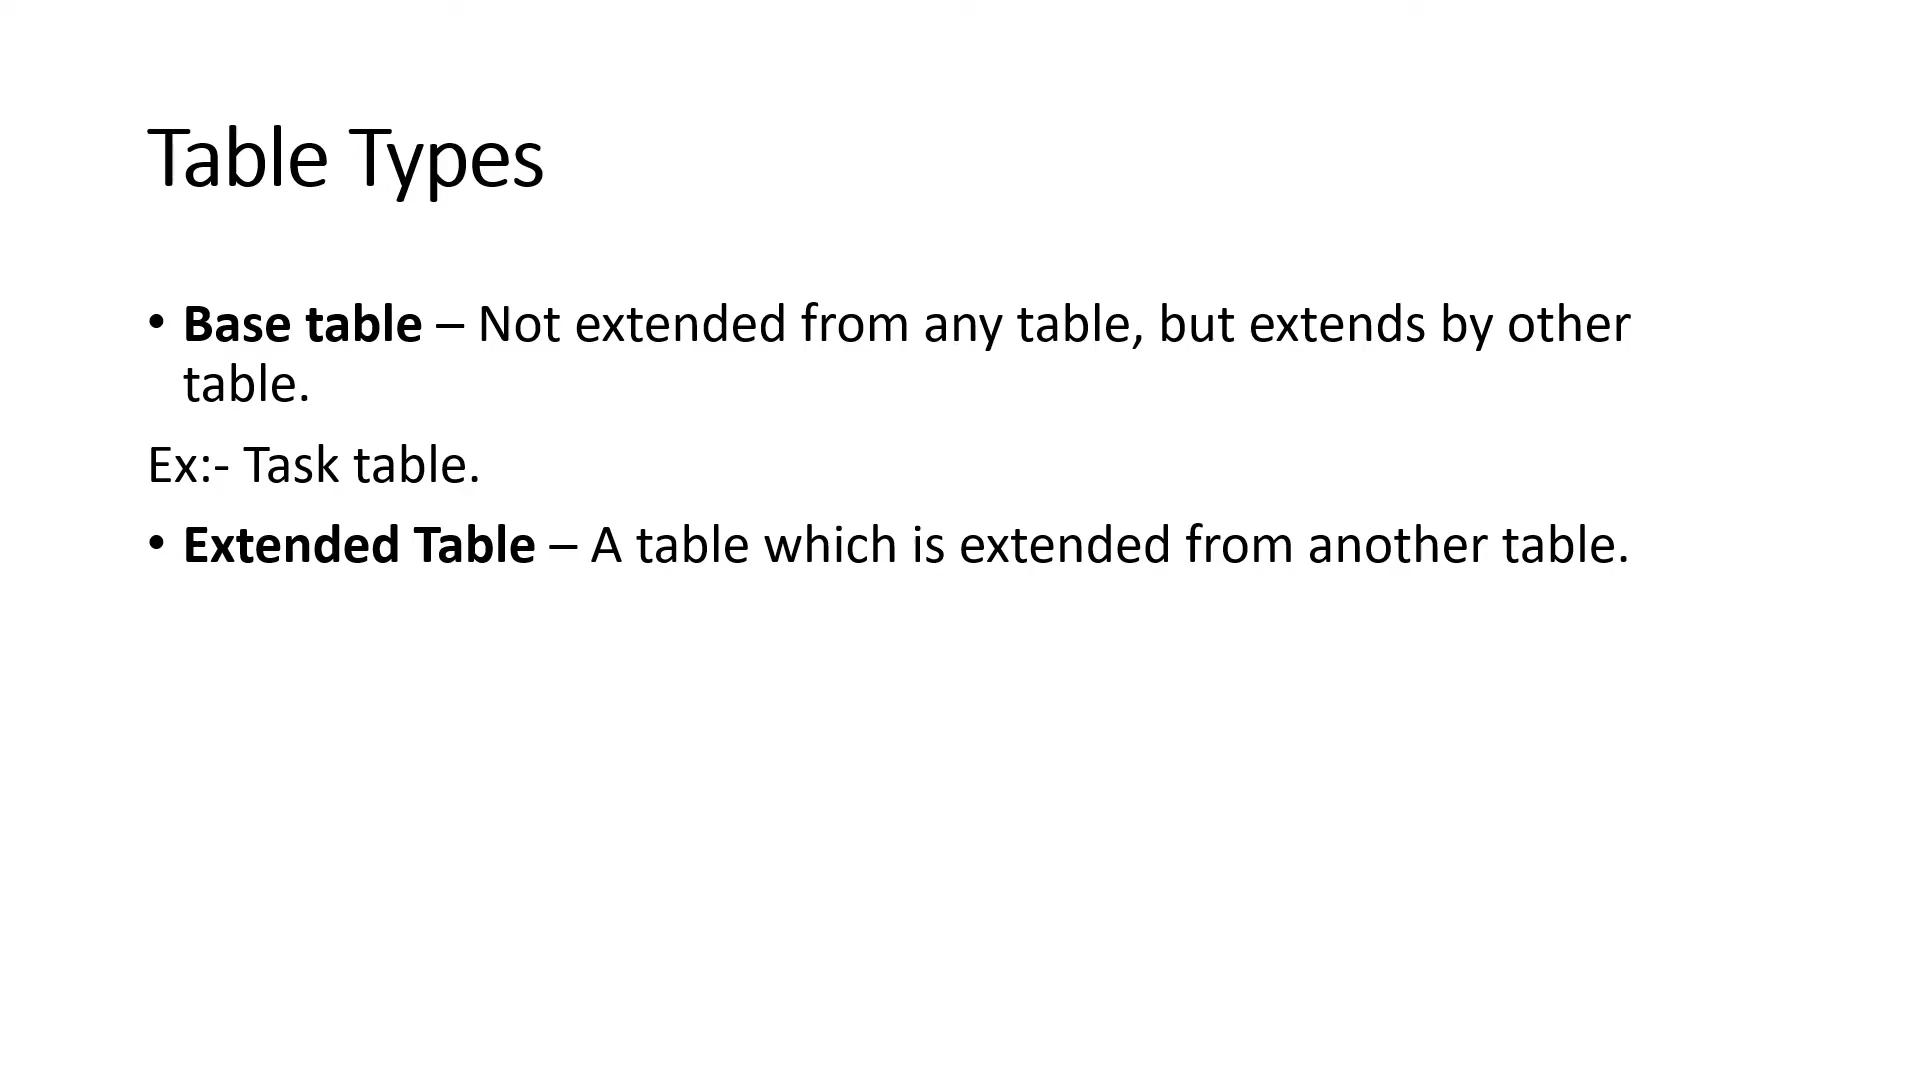 Table Types
• Base table – Not extended from any table, but extends by other
table.
Ex:- Task table.
• Extended Table – A table which is extended from another table.